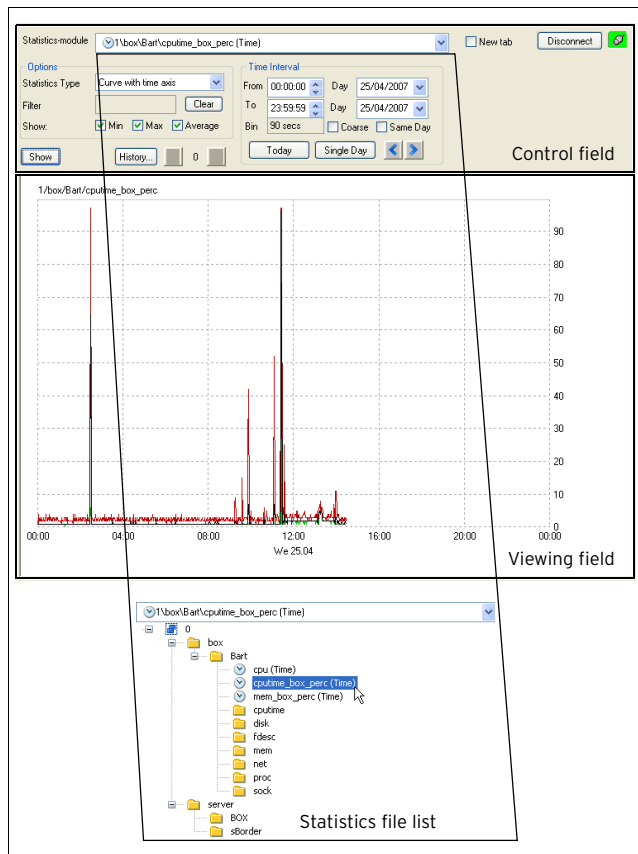 Statistics-module 1\box\Bart\cputime_box_perc (Time) New tab Disconnect
Options Time Interval
Statistics Type Curve with time axis From 00:00:00 Day 25/04/2007
Filter Clear To 23:59:59 Day 25/04/2007
Show: Min Max Average Bin 90 secs Coarse Same Day
Show History... 0 Today Single Day
Control field
1/box/Bart/cputime_box_perc
90
80
70
60
50
40
30
20
10
0
00:00 04:00 08:00 12:00 16:00 20:00 00:00
We 25.04
Viewing field
1\box\Bart\cputime_box_perc (Time)
0
box
Bart
cpu (Time)
cputime_box_perc (Time)
mem_box_perc (Time)
cputime
disk
fdesc
mem
net
proc
sock
server
BOX
sBorder
Statistics file list